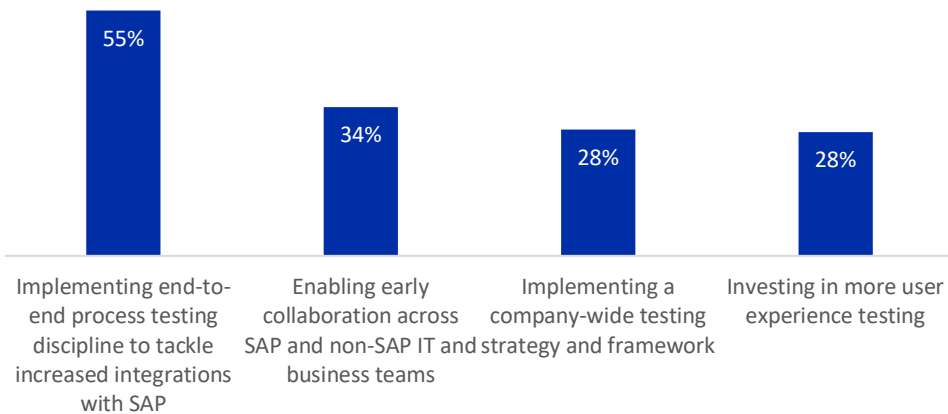 55%
34%
28%
28%
Implementing end-to-
end process testing
discipline to tackle
increased integrations
with SAP
Enabling early
collaboration across
SAP and non-SAP IT and
business teams
Implementing a
company-wide testing
strategy and framework
Investing in more user
experience testing